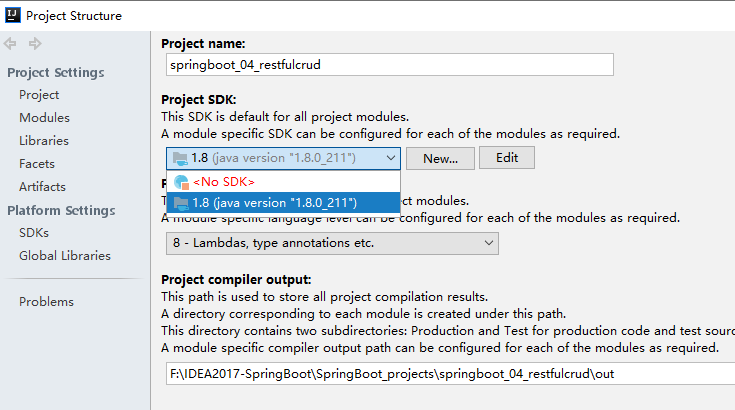 IJ
Project Structure
Project Settings
Project
Modules
Libraries
Facets
Artifacts
Platform Settings
SDKs
Global Libraries
Problems
Project name:
springboot_04_restfulcrud
Project SDK:
This SDK is default for all project modules.
A module specific SDK can be configured for each of the modules as required.
1.8 (java version "1.8.0_211")
New...
Edit
<No SDK>
1.8 (java version "1.8.0_211")
ect modules.
A module specific language level can be configured for each of the modules as required.
8 - Lambdas, type annotations etc.
Project compiler output:
This path is used to store all project compilation results.
A directory corresponding to each module is created under this path.
This directory contains two subdirectories: Production and Test for production code and test sour
A module specific compiler output path can be configured for each of the modules as required.
F:\IDEA2017-SpringBoot\SpringBoot_projects\springboot_04_restfulcrud\out